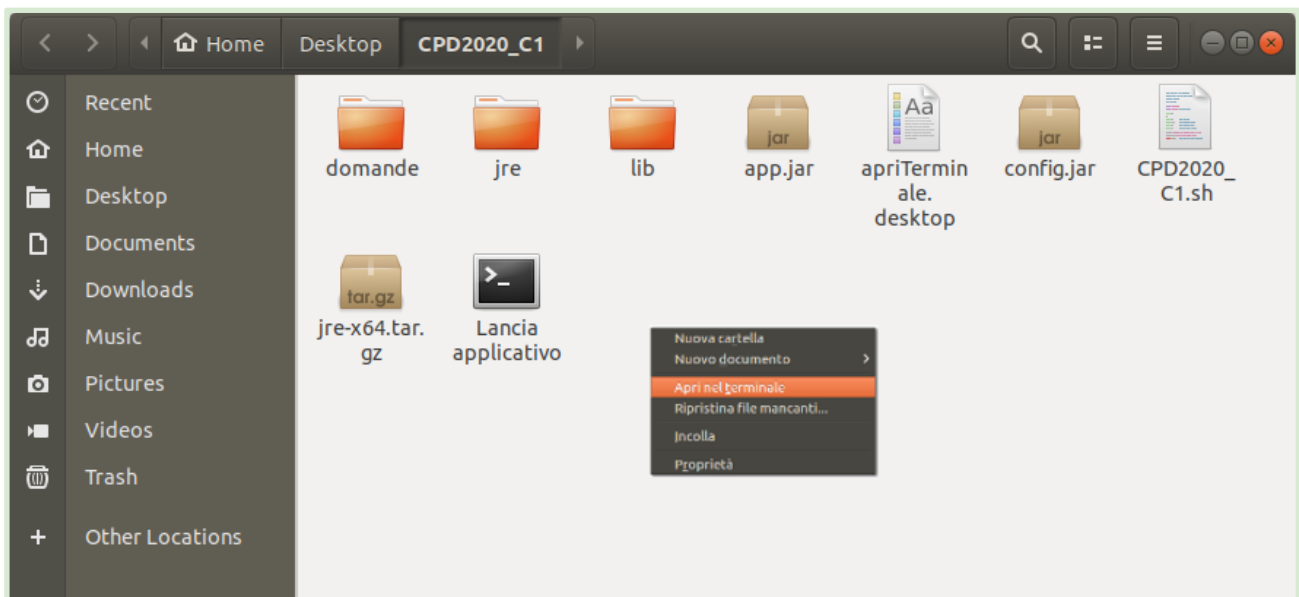 Home
Desktop
CPD2020_C1
Recent
Home
Desktop
Documents
Downloads
Music
Pictures
Videos
Trash
Other Locations
domande
jre
lib
jar
app.jar
Aa
apriTermin
ale.
desktop
jar
config.jar
CPD2020_
C1.sh
tar.gz
jre-x64.tar.
gz
>_
Lancia
applicativo
Nuova cartella
Nuovo documento
Apri nel terminale
Ripristina file mancanti...
Incolla
Proprietà